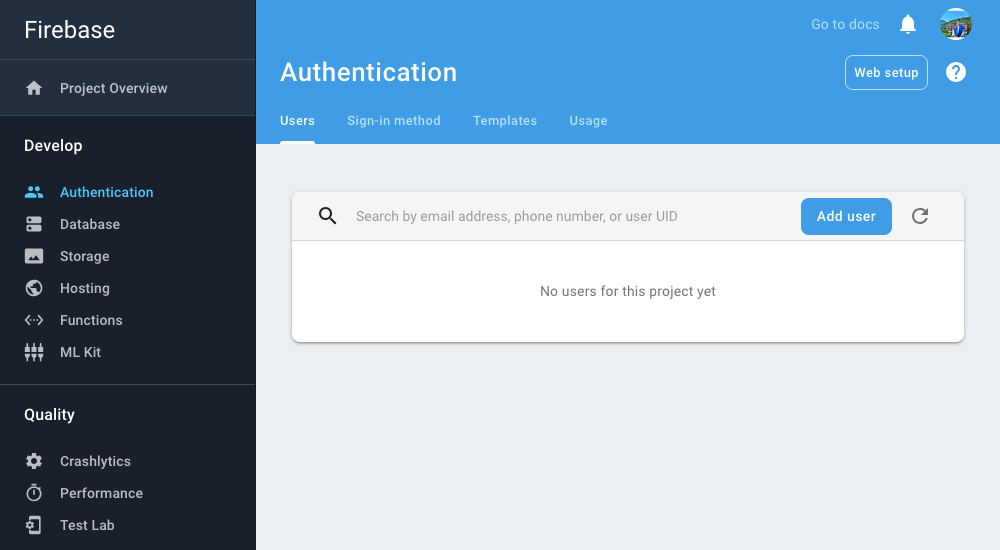 Firebase
Project Overview
Develop
Authentication
Database
Storage
Hosting
Functions
ML Kit
Quality
Crashlytics
Performance
Test Lab
Go to docs
Authentication
Web setup
Users
Sign-in method
Templates
Usage
Search by email address, phone number, or user UID
Add user
No users for this project yet